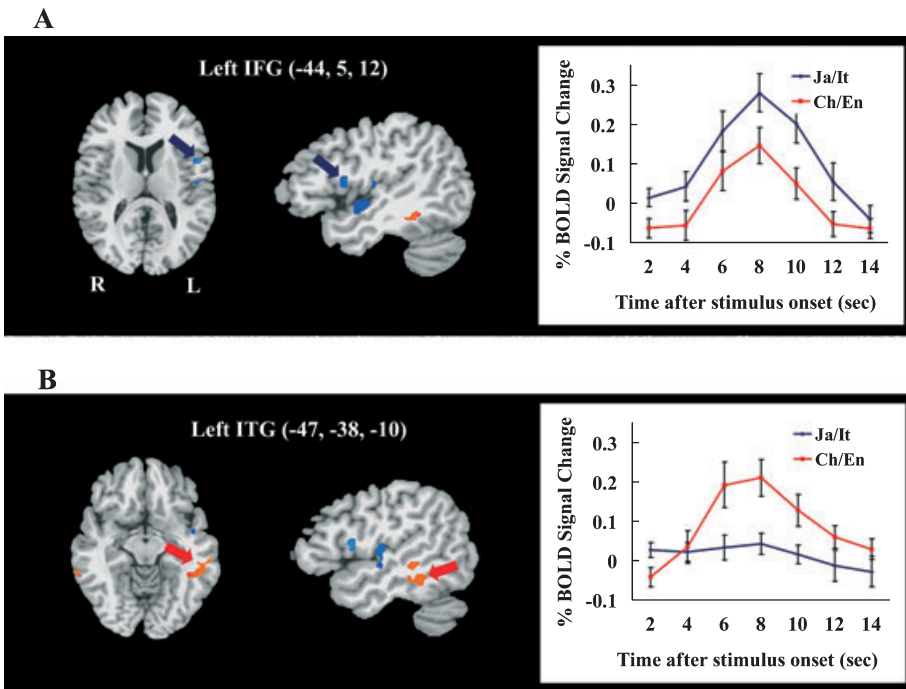 A
Left IFG (-44, 5, 12)
R
L
% BOLD Signal Change
0.3
0.2
0.1
0
-0.1
Ja/It
Ch/En
2 4 6 8 10 12 14
Time after stimulus onset (sec)
B
Left ITG (-47, -38, -10)
% BOLD Signal Change
0.3
0.2
0.1
0
-0.1
Ja/It
Ch/En
2 4 6 8 10 12 14
Time after stimulus onset (sec)